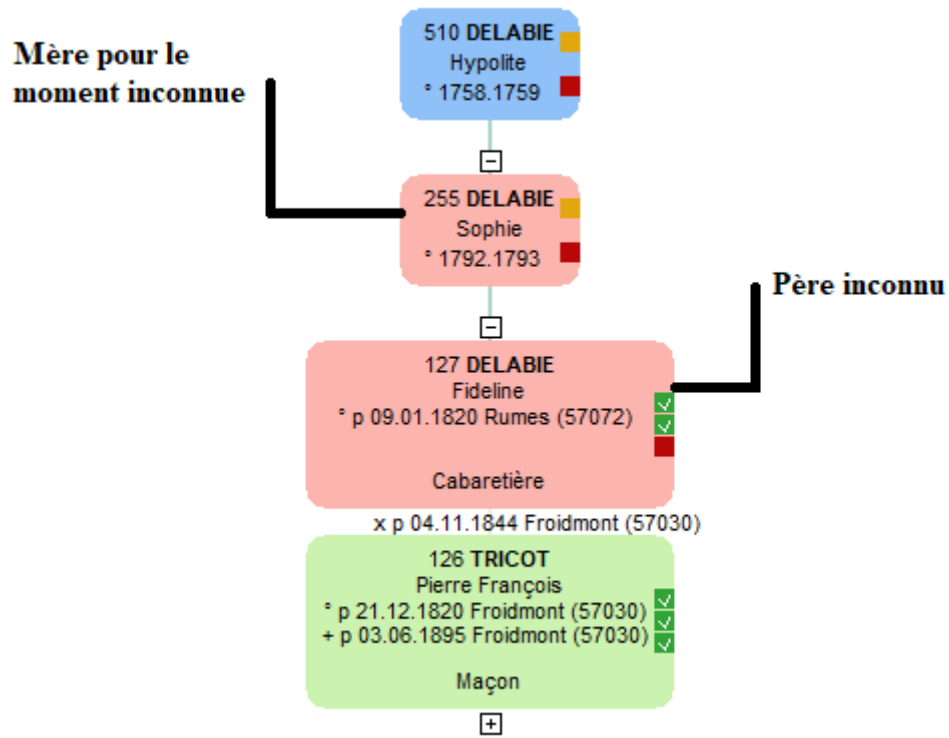 510 DELABIE
Hypolite
° 1758.1759
Mère pour le
moment inconnue
255 DELABIE
Sophie
° 1792.1793
Père inconnu
127 DELABIE
Fideline
° p 09.01.1820 Rumes (57072)
Cabaretière
x p 04.11.1844 Froidmont (57030)
126 TRICOT
Pierre François
° p 21.12.1820 Froidmont (57030)
+ p 03.06.1895 Froidmont (57030)
Maçon